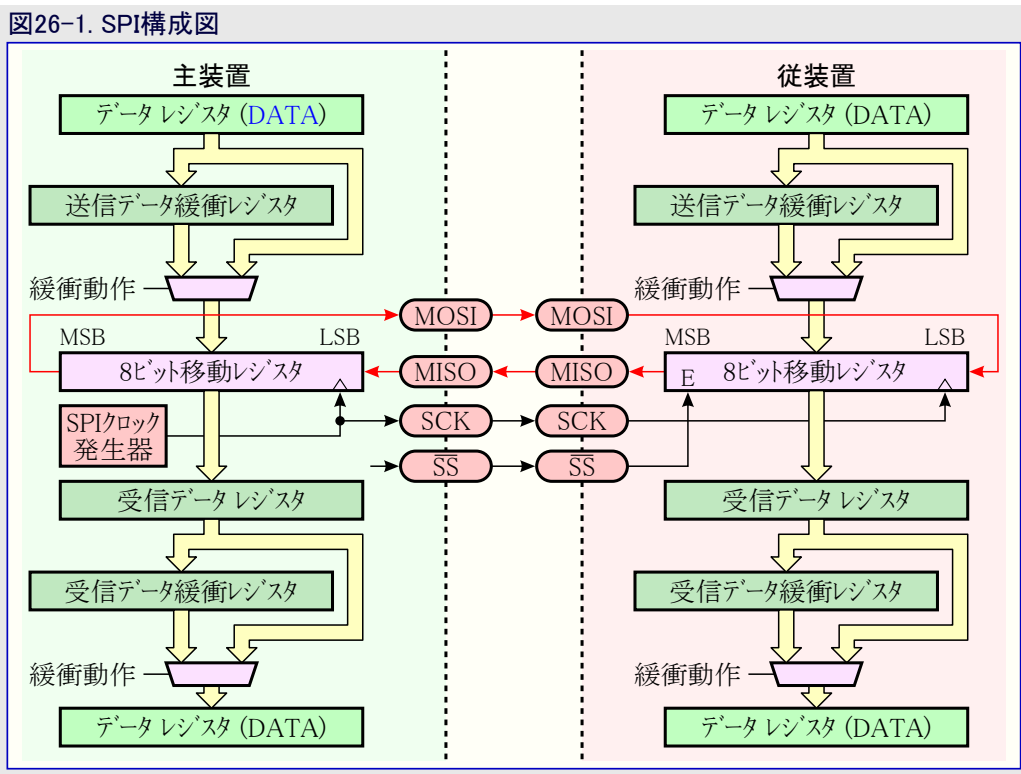 図26-1. SPI構成図
主装置
データ レジスタ (DATA)
送信データ緩衝レジスタ
緩衝動作
MSB
LSB
8ビット移動レジスタ
SPIクロック
発生器
受信データ レジスタ
受信データ緩衝レジスタ
緩衝動作
データ レジスタ (DATA)
MOSI
MOSI
MISO
MISO
SCK
SCK
SS
SS
従装置
データ レジスタ (DATA)
送信データ緩衝レジスタ
緩衝動作
MSB
LSB
E
8ビット移動レジスタ
受信データ レジスタ
受信データ緩衝レジスタ
緩衝動作
データ レジスタ (DATA)